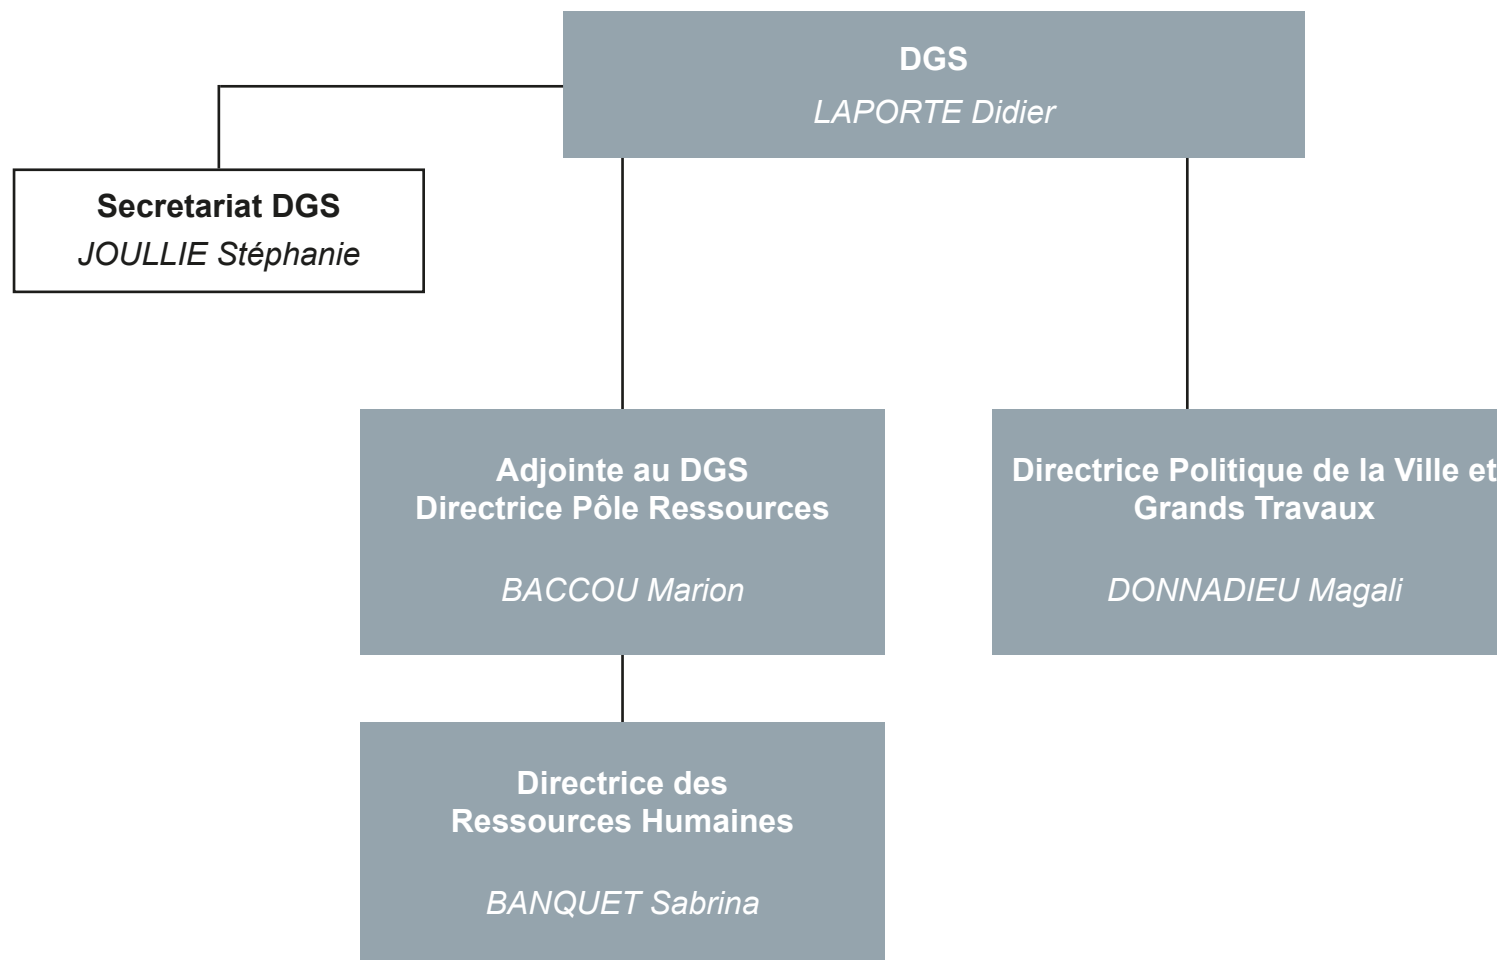 DGS
LAPORTE Didier
Secretariat DGS
JOULLIE Stéphanie
Adjointe au DGS
Directrice Pôle Ressources
BACCOU Marion
Directrice Politique de la Ville et
Grands Travaux
DONNADIEU Magali
Directrice des
Ressources Humaines
BANQUET Sabrina